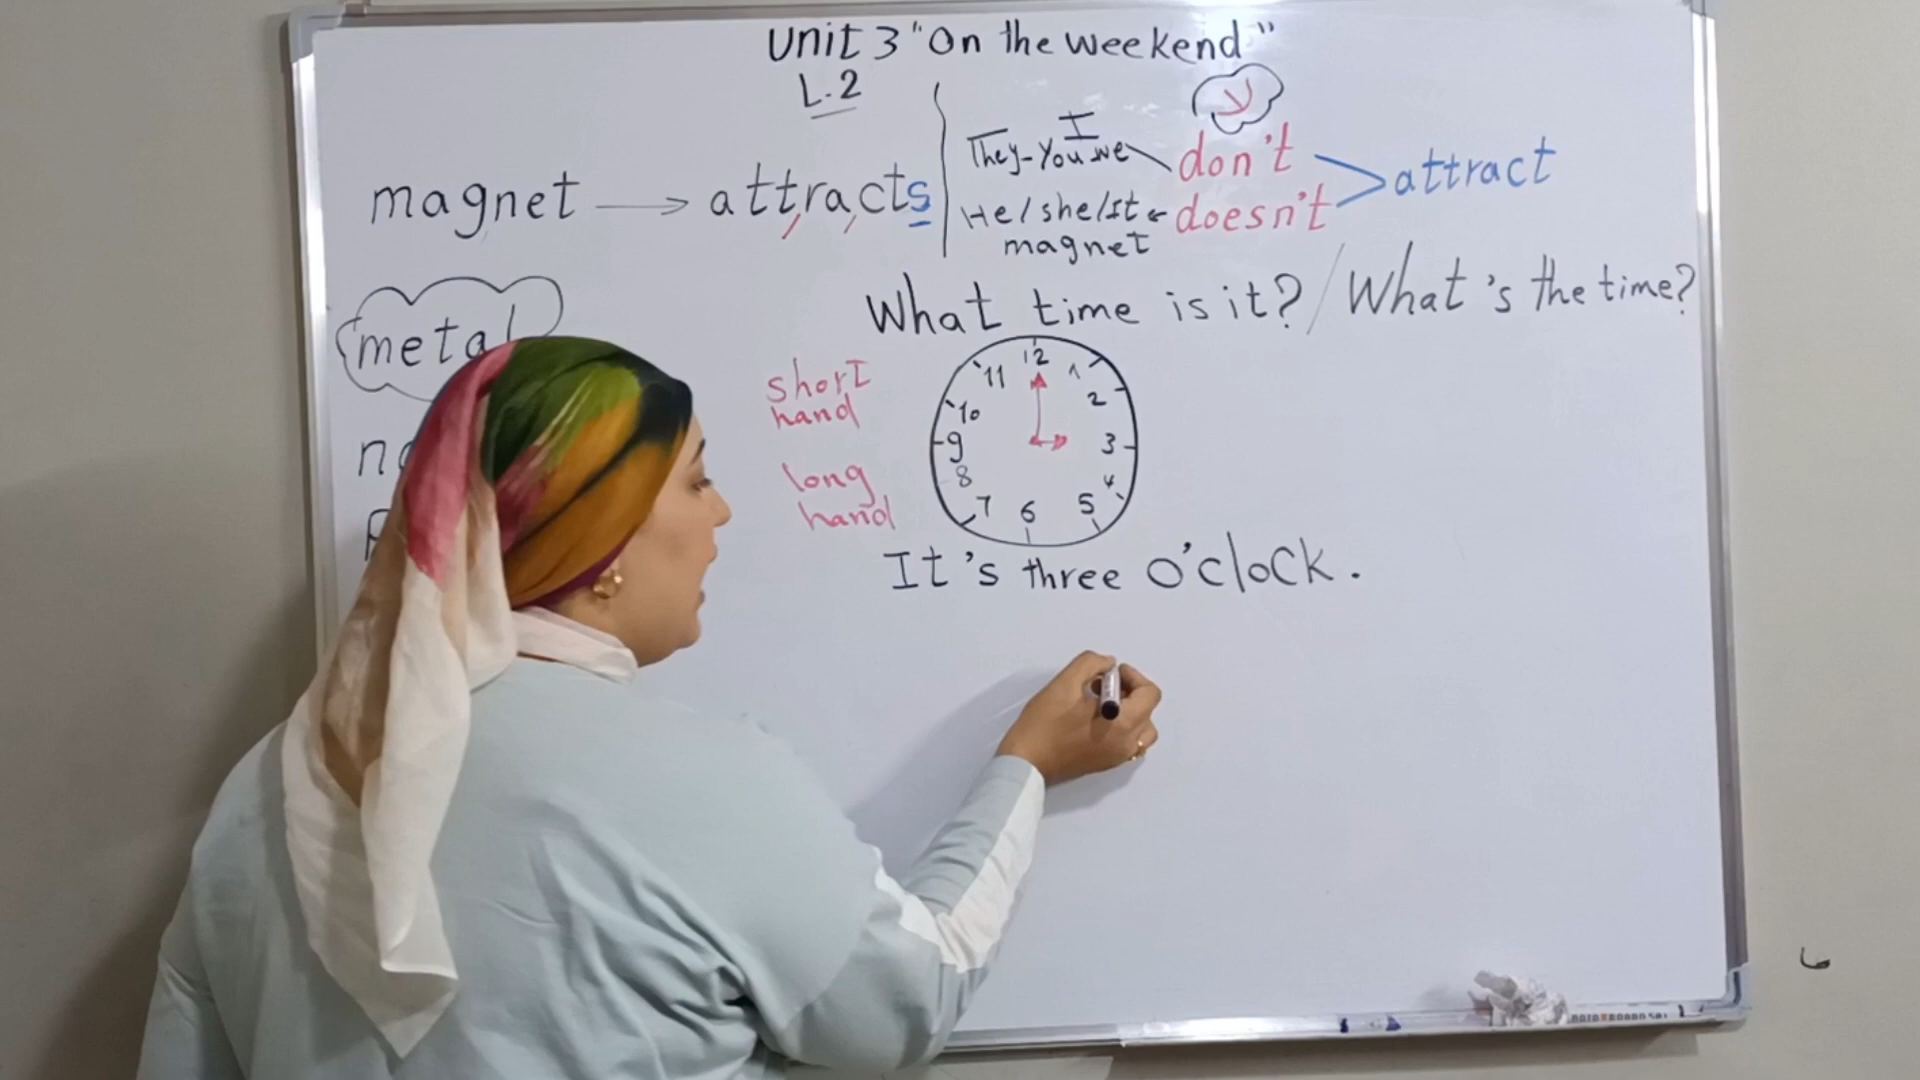 Unit 3 "On the weekend"
L.2
لا
I
They-You-we
don't
attract
magnet → attracts
He/she/It
doesn't
magnet
What time is it? / What's the time?
metal
short
hand
long
hand
12
11
1
10
2
9
3
8
4
7
6
5
It's three o'clock.